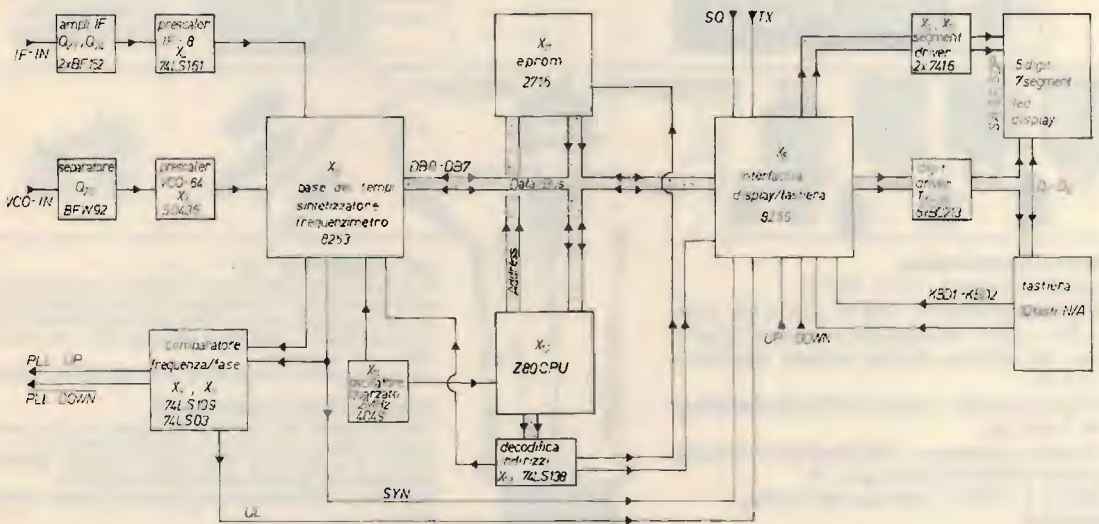 ampli IF
2xBF152
IF-IN
prescaler
IF÷8
74LS161
separatore
BFW92
VCO-IN
prescaler
VCO÷64
base dei tempi
sintetizzatore
frequenzimetro
8253
DB0÷DB7
Data Bus
eprom
2716
Address
Z80CPU
oscillatore
quarzato
2MHz
4049
decodifica
indirizzi
74LS138
comparatore
frequenza/fase
74LS109
74LS03
PLL UP
PLL DOWN
SYN
UL
SQ
TX
interfaccia
display/tastiera
8255
UP
DOWN
segment
driver
2x7416
5 digit
7 segment
led
display
digit
driver
KBD1÷KBD2
tastiera
N/A